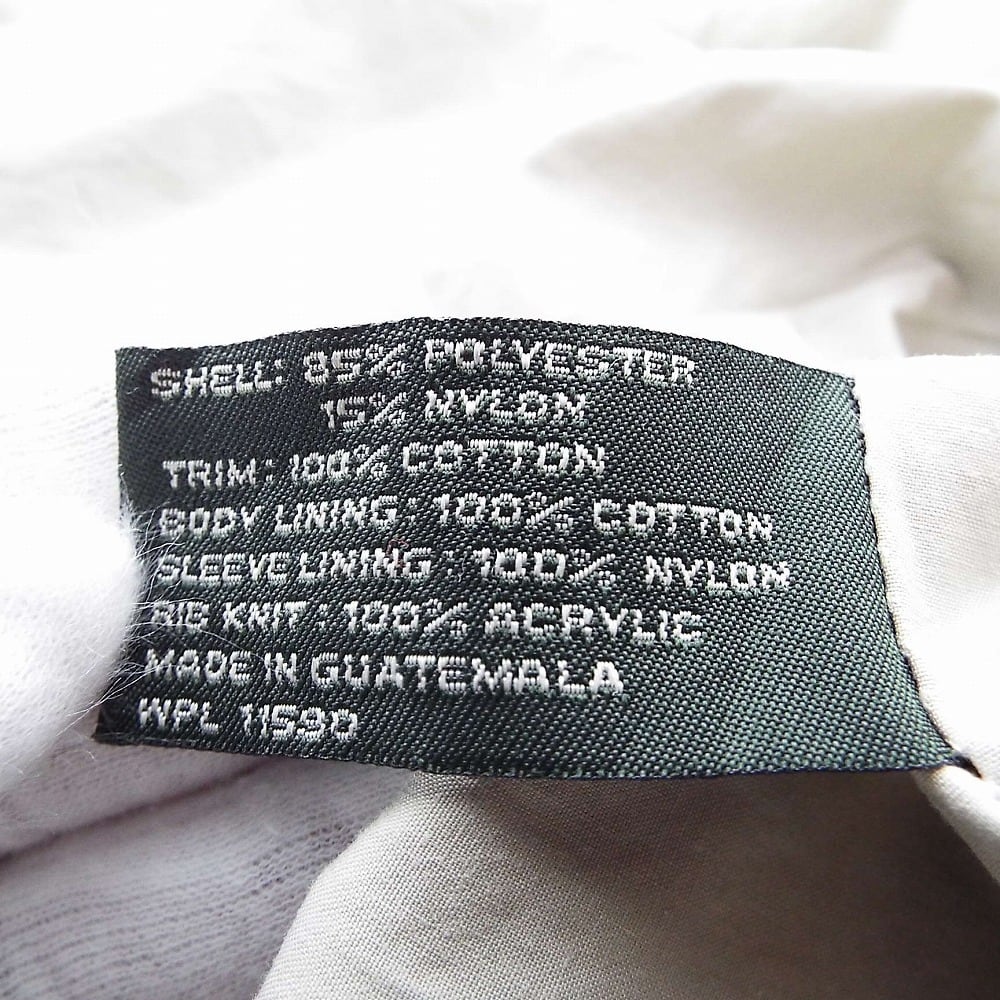 SHELL: 85% POLYESTER
15% NYLON
TRIM: 100% COTTON
BODY LINING: 100% COTTON
SLEEVE LINING: 100% NYLON
RIB KNIT: 100% ACRYLIC
MADE IN GUATEMALA
WPL 11590